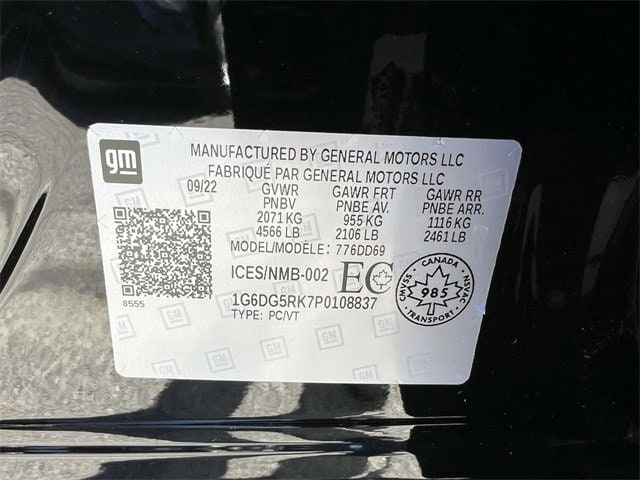 gm
MANUFACTURED BY GENERAL MOTORS LLC
FABRIQUÉ PAR GENERAL MOTORS LLC
09/22 GVWR GAWR FRT GAWR RR
PNBV PNBE AV. PNBE ARR.
2071 KG 955 KG 1116 KG
4566 LB 2106 LB 2461 LB
MODEL/MODÈLE: 776DD69
ICES/NMB-002 EC
8555
1G6DG5RK7P0108837
TYPE: PC/VT
CANADA
CMVSS 985 NSVAC
TRANSPORT